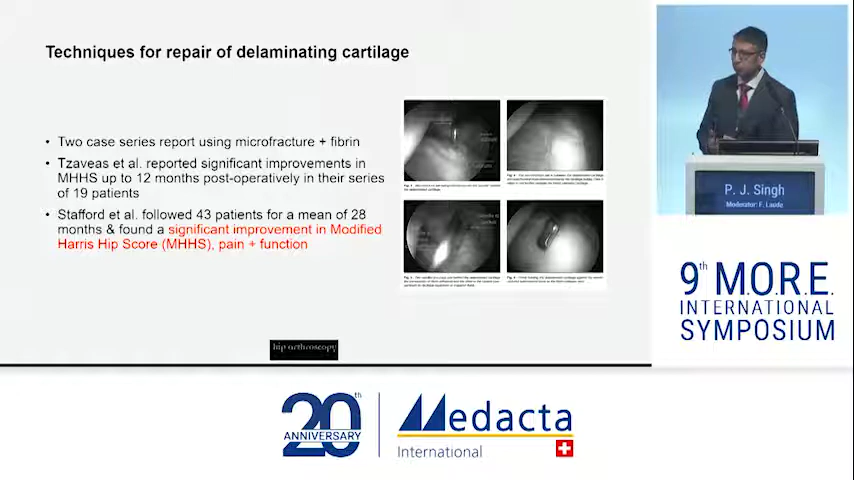 Techniques for repair of delaminating cartilage
• Two case series report using microfracture + fibrin
• Tzaveas et al. reported significant improvements in
MHHS up to 12 months post-operatively in their series
of 19 patients
• Stafford et al. followed 43 patients for a mean of 28
months & found a significant improvement in Modified
Harris Hip Score (MHHS), pain + function
hip arthroscopy
P. J. Singh
Moderator: F. Laude
9th M.O.R.E.
INTERNATIONAL
SYMPOSIUM
20th
ANNIVERSARY
Medacta
International